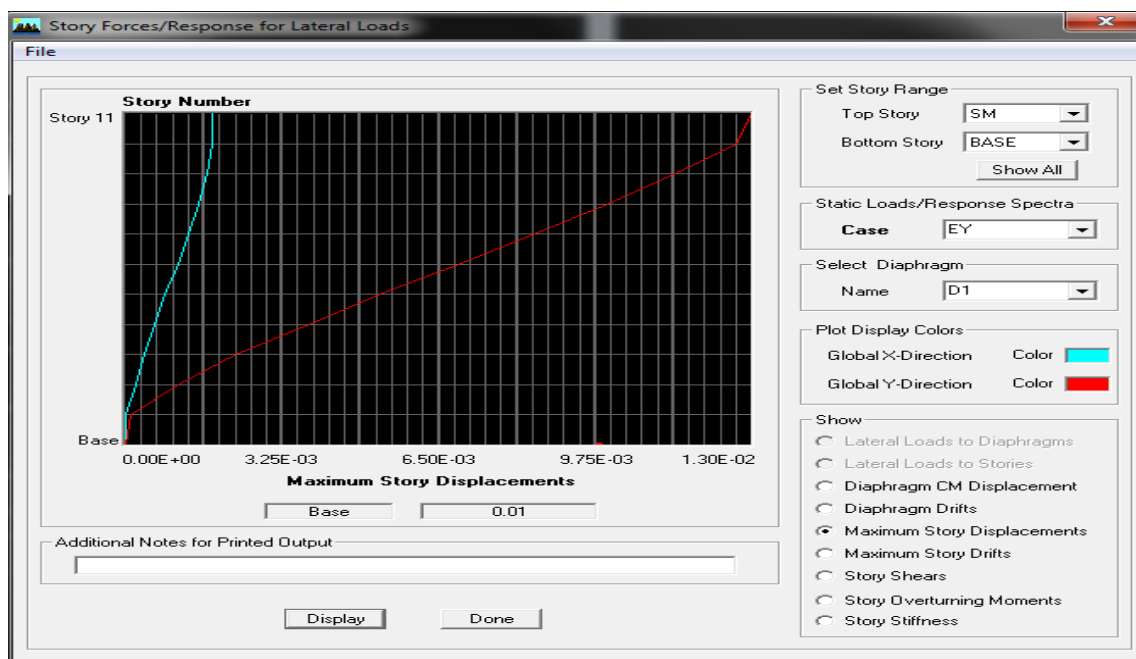 Story Forces/Response for Lateral Loads
File
Story Number
Story 11
Base
0.00E+00 3.25E-03 6.50E-03 9.75E-03 1.30E-02
Maximum Story Displacements
Base 0.01
Additional Notes for Printed Output
Display Done
Set Story Range
Top Story SM
Bottom Story BASE
Show All
Static Loads/Response Spectra
Case EY
Select Diaphragm
Name D1
Plot Display Colors
Global X-Direction Color
Global Y-Direction Color
Show
Lateral Loads to Diaphragms
Lateral Loads to Stories
Diaphragm CM Displacement
Diaphragm Drifts
Maximum Story Displacements
Maximum Story Drifts
Story Shears
Story Overturning Moments
Story Stiffness